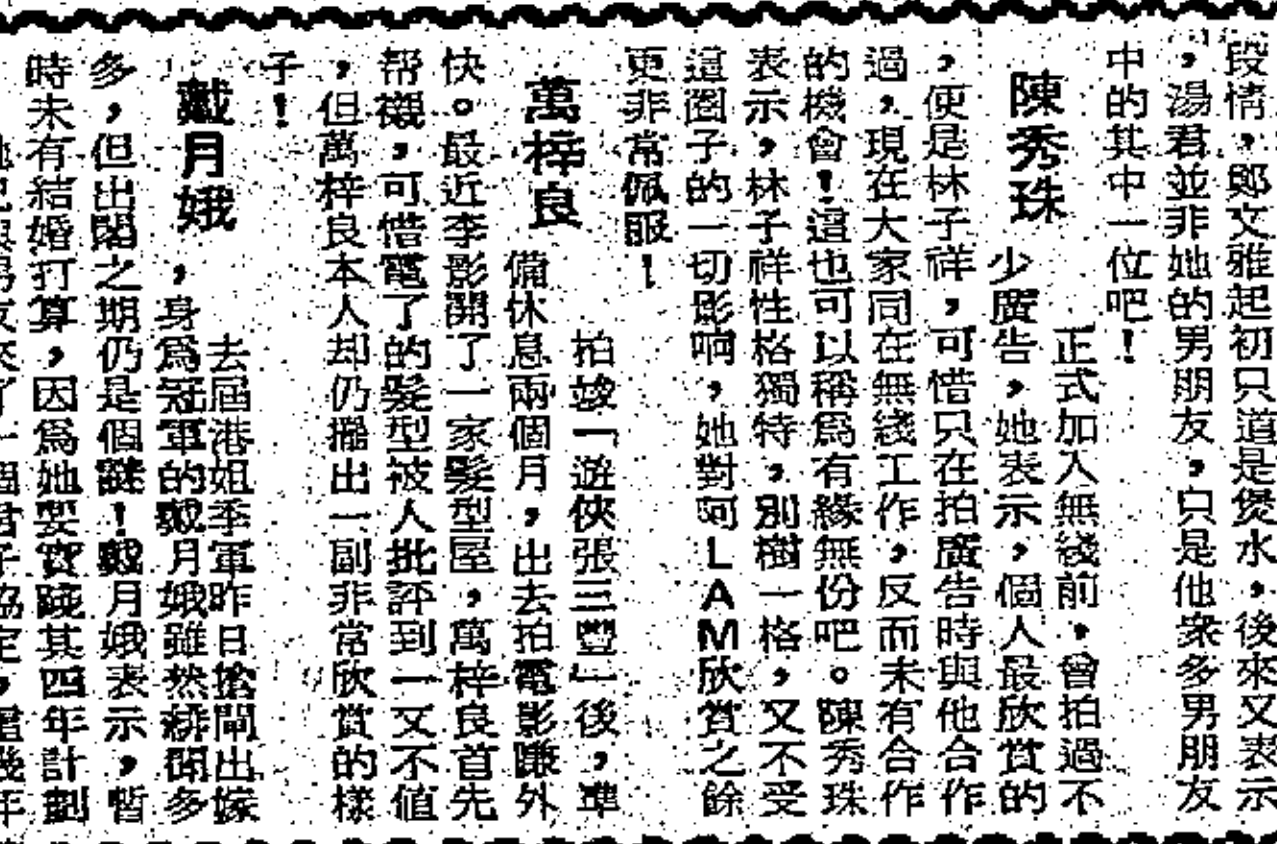 段情，鄭文雅起初只道是煲水，後來又表示
，湯君並非她的男朋友，只是他衆多男朋友
中的其中一位吧！
陳秀珠
正式加入無綫前，曾拍過不
少廣告，她表示，個人最欣賞的
，便是林子祥，可惜只在拍廣告時與他合作
過，現在大家同在無綫工作，反而未有合作
的機會！這也可以稱爲有緣無份吧。陳秀珠
表示，林子祥性格獨特，別樹一格，又不受
這圈子的一切影响，她對阿LAM欣賞之餘
更非常佩服！
萬梓良
拍竣「遊俠張三豐」後，準
備休息兩個月，出去拍電影賺外
快。最近李影開了一家髮型屋，萬梓良首先
帮襯，可惜電了的髮型被人批評到一文不值
，但萬梓良本人却仍擺出一副非常欣賞的樣
子！
戴月娥
去屆港姐季軍昨日搶閘出嫁
，身爲冠軍的戴月娥雖然緋聞多
多，但出閣之期仍是個謎！戴月娥表示，暫
時未有結婚打算，因爲她要實踐其四年計劃